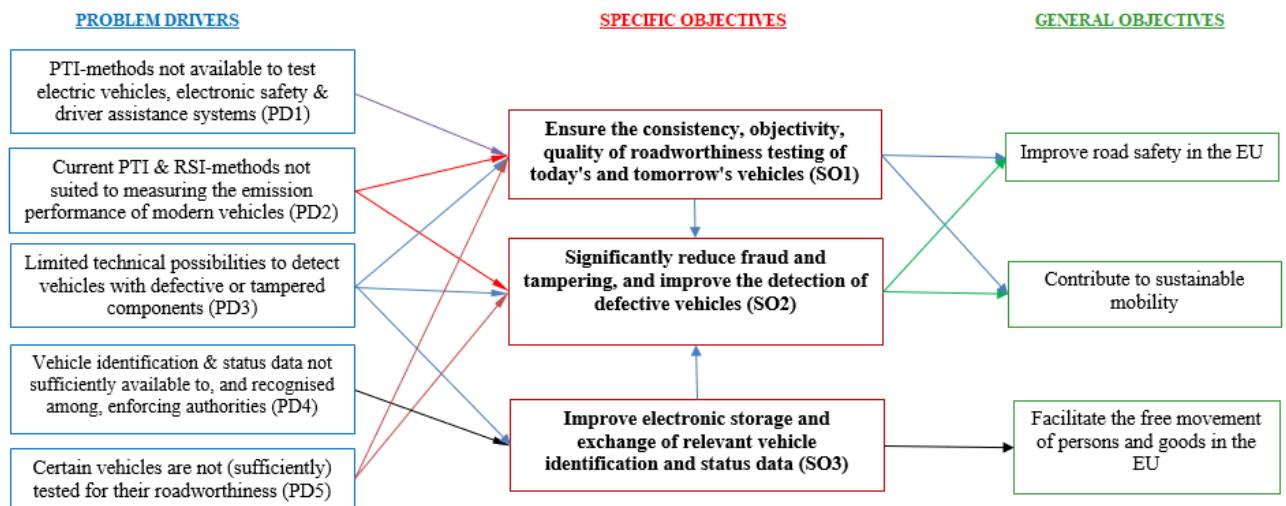 PROBLEM DRIVERS
SPECIFIC OBJECTIVES
GENERAL OBJECTIVES
PTI-methods not available to test
electric vehicles, electronic safety &
driver assistance systems (PD1)
Current PTI & RSI-methods not
suited to measuring the emission
performance of modern vehicles (PD2)
Limited technical possibilities to detect
vehicles with defective or tampered
components (PD3)
Vehicle identification & status data not
sufficiently available to, and recognised
among, enforcing authorities (PD4)
Certain vehicles are not (sufficiently)
tested for their roadworthiness (PD5)
Ensure the consistency, objectivity,
quality of roadworthiness testing of
today's and tomorrow's vehicles (SO1)
Significantly reduce fraud and
tampering, and improve the detection of
defective vehicles (SO2)
Improve electronic storage and
exchange of relevant vehicle
identification and status data (SO3)
Improve road safety in the EU
Contribute to sustainable
mobility
Facilitate the free movement
of persons and goods in the
EU